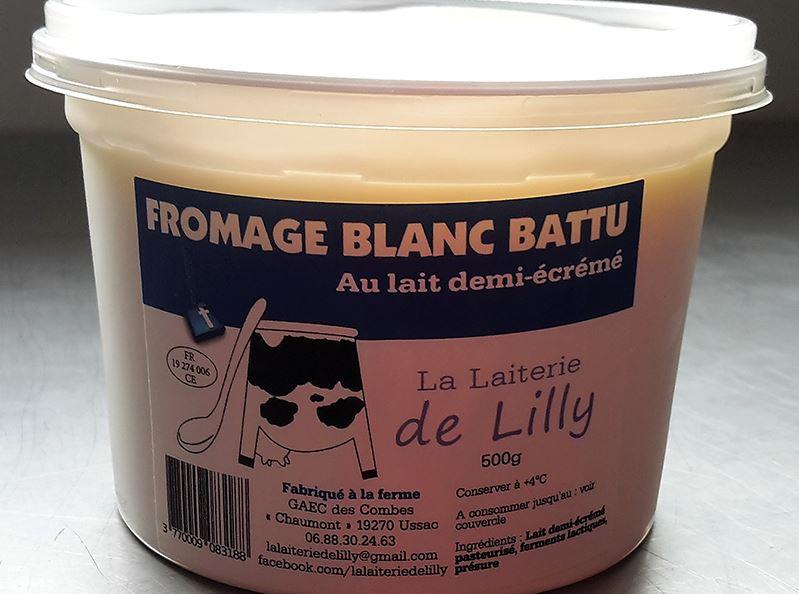 FROMAGE BLANC BATTU
Au lait demi-écrémé
FR
19 274 006
CE
La Laiterie
de Lilly
500g
Fabriqué à la ferme
GAEC des Combes
« Chaumont » 19270 Ussac
06.88.30.24.63
lalaiteriedelilly@gmail.com
facebook.com/lalaiteriedelilly
Conserver à +4°C
A consommer jusqu'au : voir
couvercle
Ingrédients : Lait demi-écrémé
pasteurisé, ferments lactiques,
présure
3 770009 083188